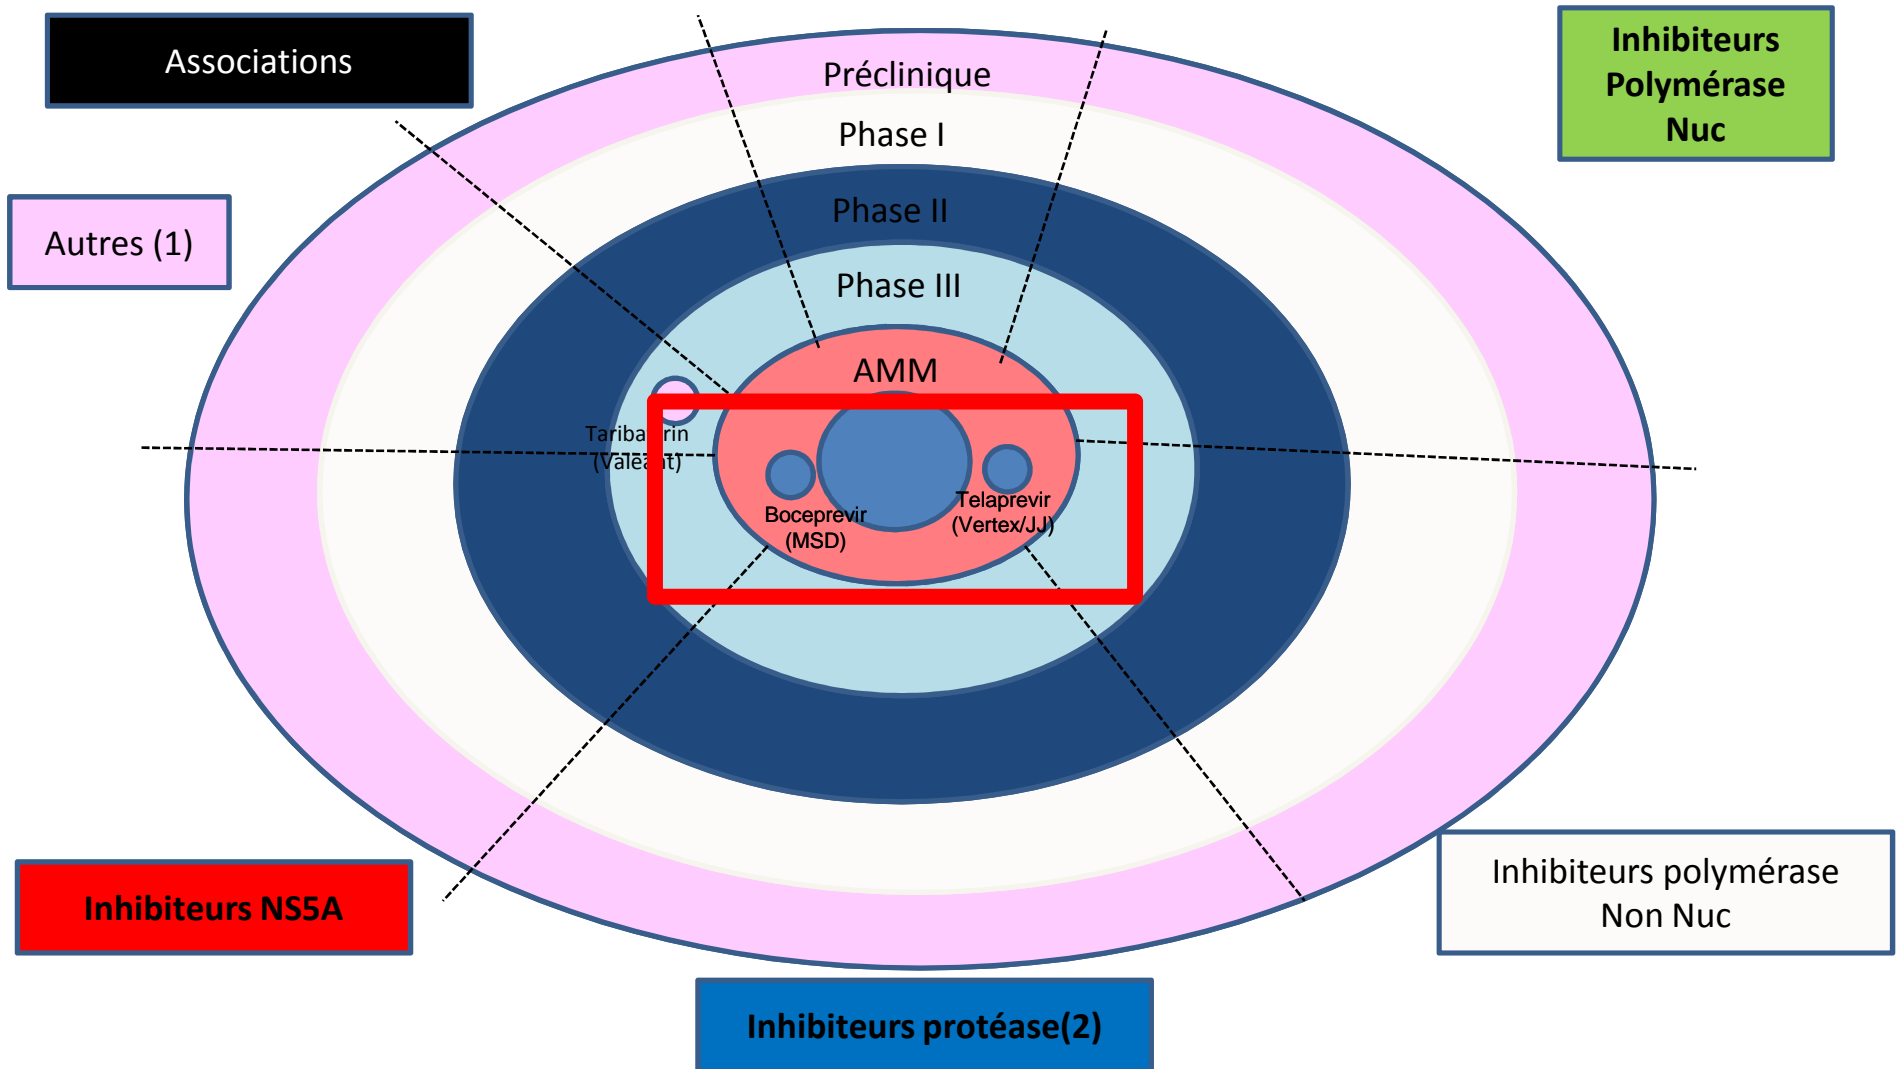 Associations
Préclinique
Inhibiteurs
Polymérase
Nuc
Phase I
Autres (1)
Phase II
Phase III
AMM
(Valeant)
Boceprevir
(MSD)
Telaprevir
(Vertex/JJ)
Inhibiteurs NS5A
Inhibiteurs polymérase
Non Nuc
Inhibiteurs protéase(2)